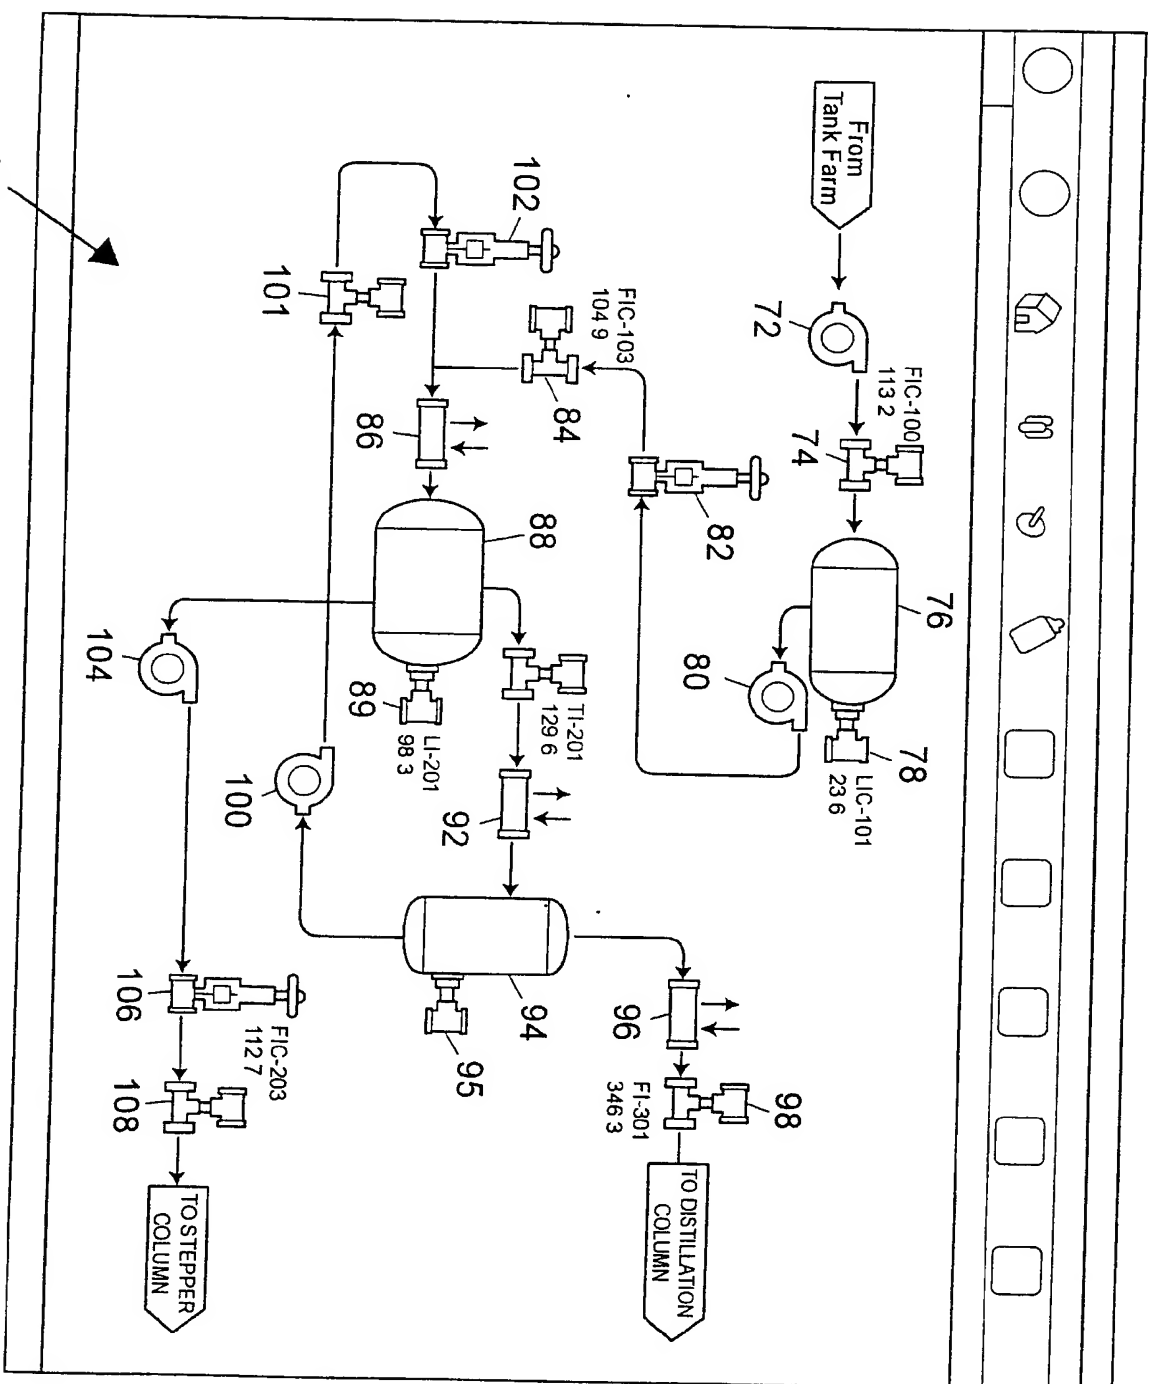 From
Tank Farm
72
FIC-100
113 2
74
76
78
LIC-101
23 6
80
82
FIC-103
104 9
84
102
101
86
88
89
LI-201
98 3
TI-201
129 6
92
94
95
96
98
FI-301
346 3
TO DISTILLATION
COLUMN
100
104
106
FIC-203
112 7
108
TO STEPPER
COLUMN